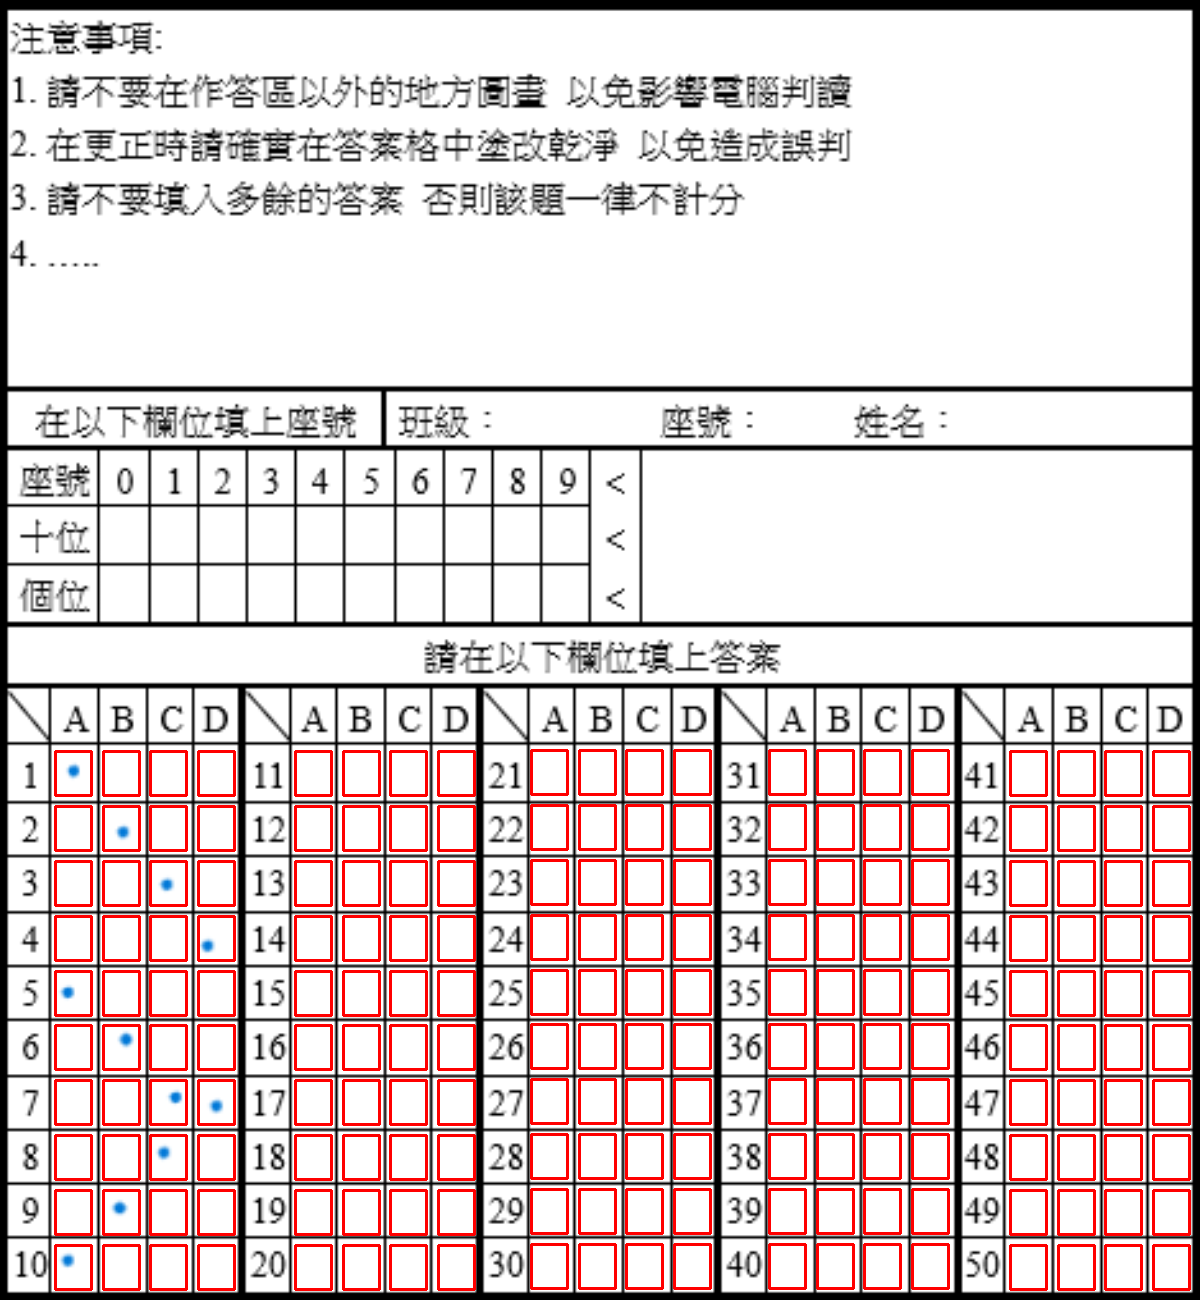 注意事項:
1. 請不要在作答區以外的地方圖畫 以免影響電腦判讀
2. 在更正時請確實在答案格中塗改乾淨 以免造成誤判
3. 請不要填入多餘的答案 否則該題一律不計分
4. .....
在以下欄位填上座號 班級： 座號： 姓名：
座號 0 1 2 3 4 5 6 7 8 9 <
十位 <
個位 <
請在以下欄位填上答案
A B C D A B C D A B C D A B C D A B C D
1 11 21 31 41
2 12 22 32 42
3 13 23 33 43
4 14 24 34 44
5 15 25 35 45
6 16 26 36 46
7 17 27 37 47
8 18 28 38 48
9 19 29 39 49
10 20 30 40 50